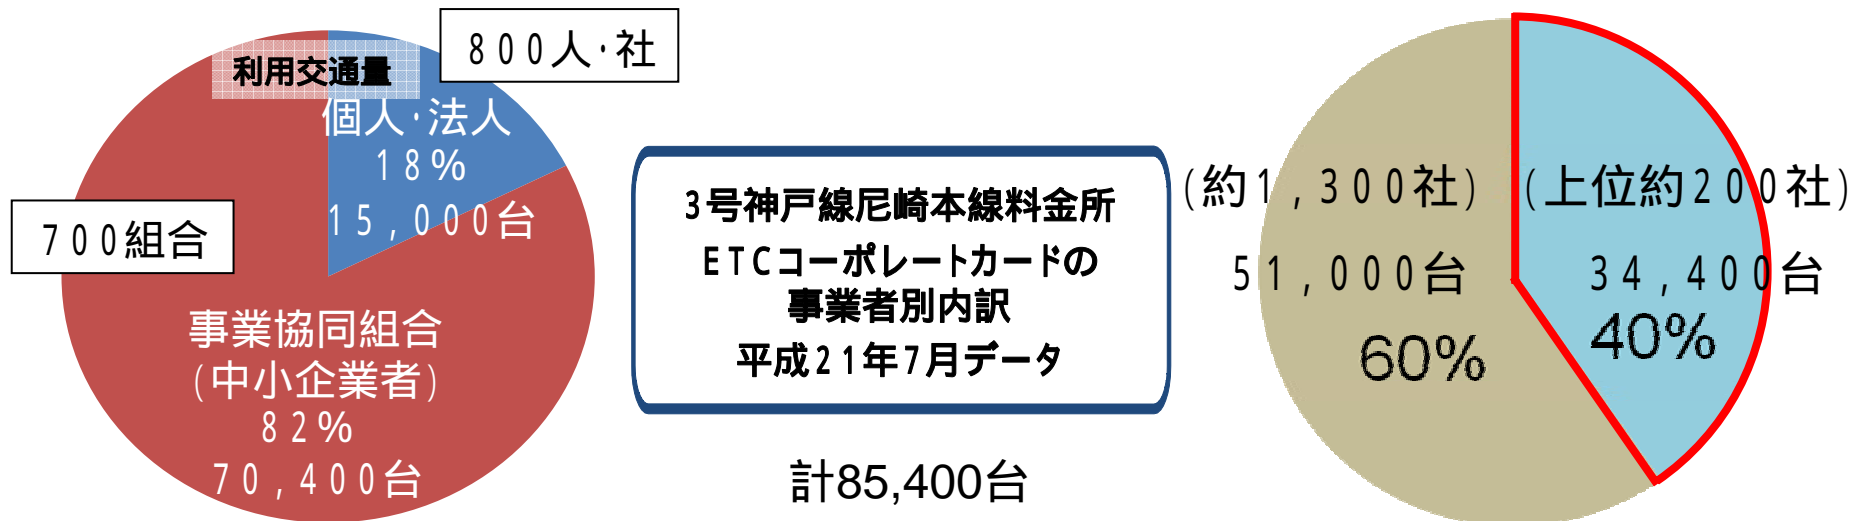 利用交通量
800人・社
個人・法人
18%
15,000台
700組合
事業協同組合
(中小企業者)
82%
70,400台
3号神戸線尼崎本線料金所
ETCコーポレートカードの
事業者別内訳
平成21年7月データ
計85,400台
(約1,300社)
51,000台
60%
(上位約200社)
34,400台
40%